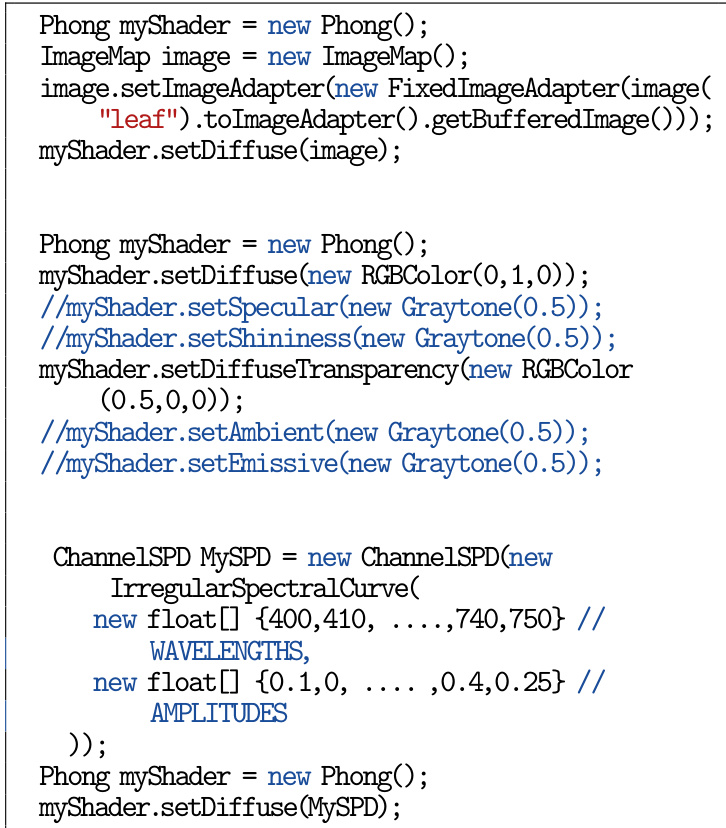 Phong myShader = new Phong();
ImageMap image = new ImageMap();
image.setImageAdapter(new FixedImageAdapter(image(
"leaf").toImageAdapter().getBufferedImage()));
myShader.setDiffuse(image);
Phong myShader = new Phong();
myShader.setDiffuse(new RGBColor(0,1,0));
//myShader.setSpecular(new Graytone(0.5));
//myShader.setShininess(new Graytone(0.5));
myShader.setDiffuseTransparency(new RGBColor
(0.5,0,0));
//myShader.setAmbient(new Graytone(0.5));
//myShader.setEmissive(new Graytone(0.5));
ChannelSPD MySPD = new ChannelSPD(new
IrregularSpectralCurve(
new float[] {400,410, ....,740,750} //
WAVELENGTHS,
new float[] {0.1,0, .... ,0.4,0.25} //
AMPLITUDES
));
Phong myShader = new Phong();
myShader.setDiffuse(MySPD);